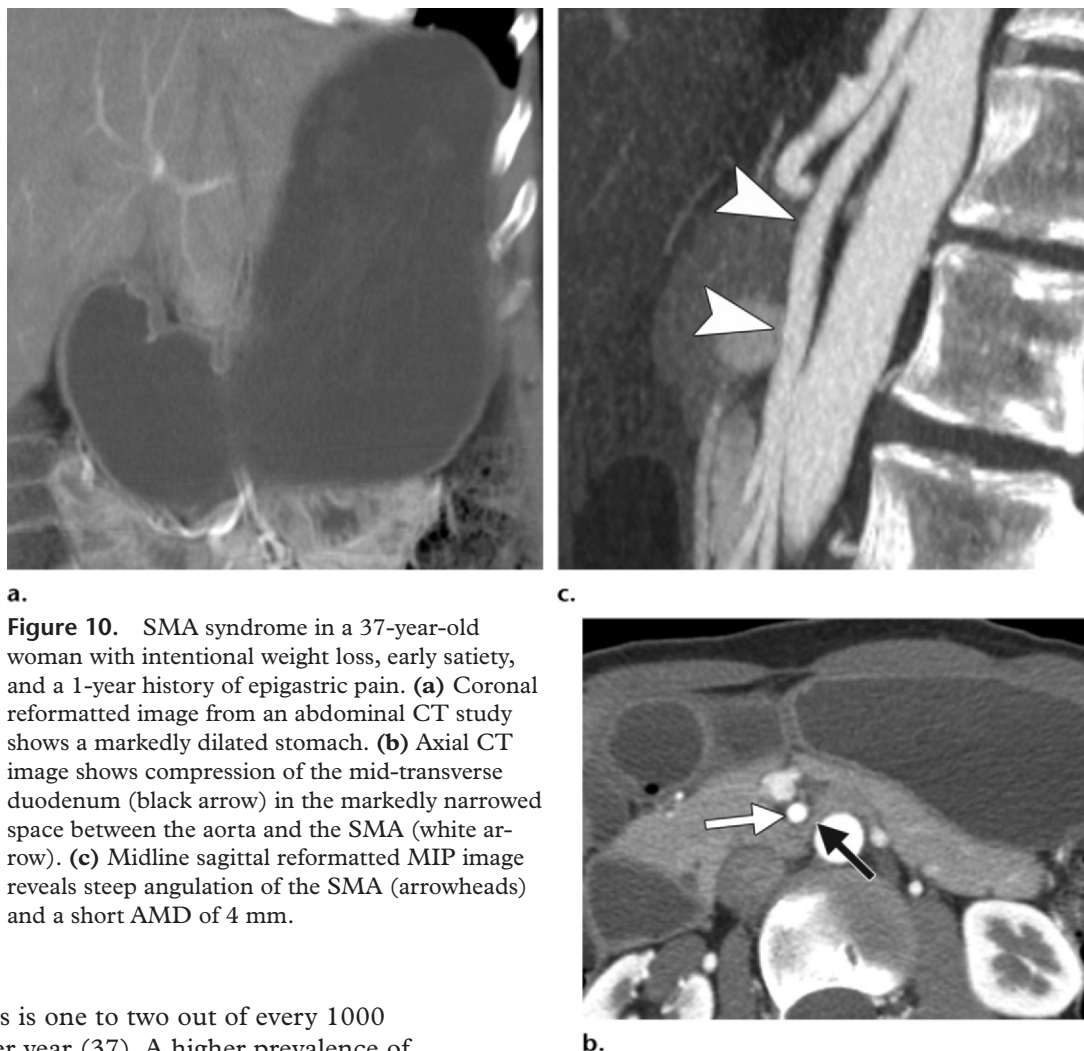 a.
c.
Figure 10. SMA syndrome in a 37-year-old
woman with intentional weight loss, early satiety,
and a 1-year history of epigastric pain. (a) Coronal
reformatted image from an abdominal CT study
shows a markedly dilated stomach. (b) Axial CT
image shows compression of the mid-transverse
duodenum (black arrow) in the markedly narrowed
space between the aorta and the SMA (white ar-
row). (c) Midline sagittal reformatted MIP image
reveals steep angulation of the SMA (arrowheads)
and a short AMD of 4 mm.
b.
s is one to two out of every 1000
er year (37). A higher prevalence of